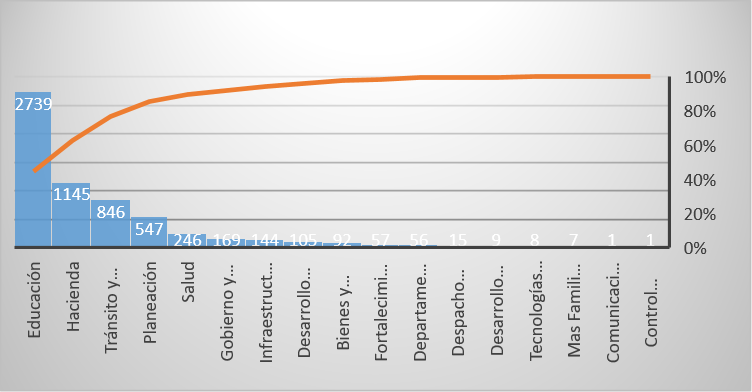 100%
80%
60%
40%
20%
0%
2739
1145
846
547
246
169
144
105
92
57
56
15
9
8
7
1
1
Educación
Hacienda
Tránsito y...
Planeación
Salud
Gobierno y...
Infraestruct...
Desarrollo...
Bienes y...
Fortalecimi...
Departame...
Despacho...
Desarrollo...
Tecnologías...
Mas Famili...
Comunicaci...
Control...